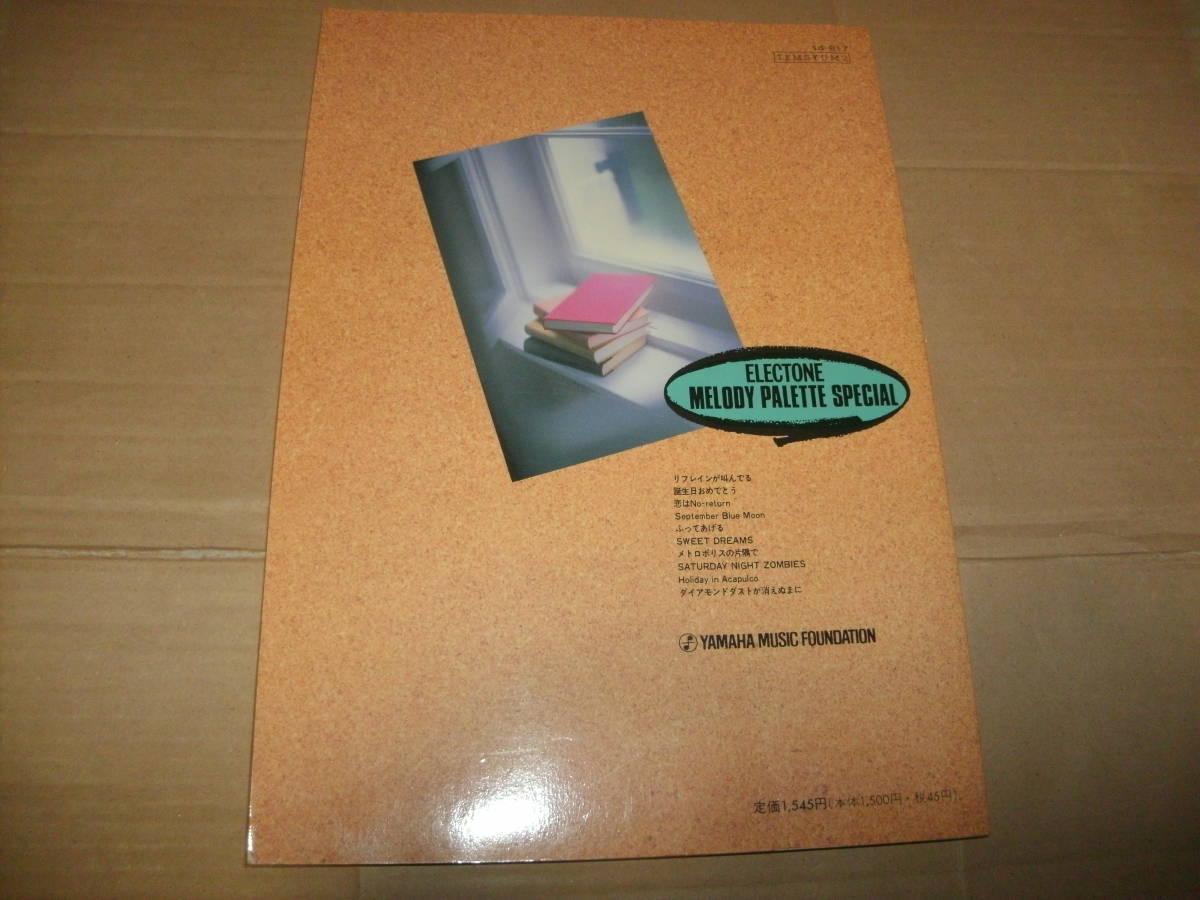 ELECTONE
MELODY PALETTE SPECIAL
リフレインが叫んでる
誕生日おめでとう
恋はNo-return
September Blue Moon
ふってあげる
SWEET DREAMS
メトロポリスの片隅で
SATURDAY NIGHT ZOMBIES
Holiday in Acapulco
ダイアモンドダストが消えぬまに
YAMAHA MUSIC FOUNDATION
定価1,545円(本体1,500円・税45円)